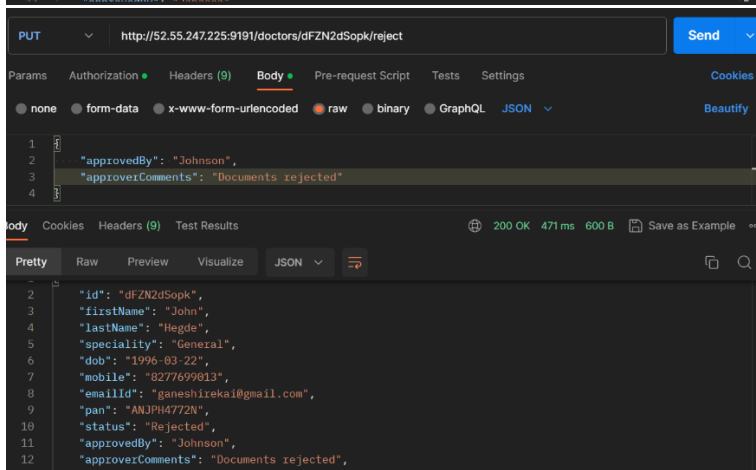 PUT http://52.55.247.225:9191/doctors/dFZN2dSopk/reject Send
Params Authorization Headers (9) Body Pre-request Script Tests Settings Cookies
none form-data x-www-form-urlencoded raw binary GraphQL JSON Beautify
1 {
2 "approvedBy": "Johnson",
3 "approverComments": "Documents rejected"
4 }
Body Cookies Headers (9) Test Results 200 OK 471 ms 600 B Save as Example
Pretty Raw Preview Visualize JSON
2 "id": "dFZN2dSopk",
3 "firstName": "John",
4 "lastName": "Hegde",
5 "speciality": "General",
6 "dob": "1996-03-22",
7 "mobile": "8277699013",
8 "emailId": "ganeshirekai@gmail.com",
9 "pan": "ANJPH4772N",
10 "status": "Rejected",
11 "approvedBy": "Johnson",
12 "approverComments": "Documents rejected",